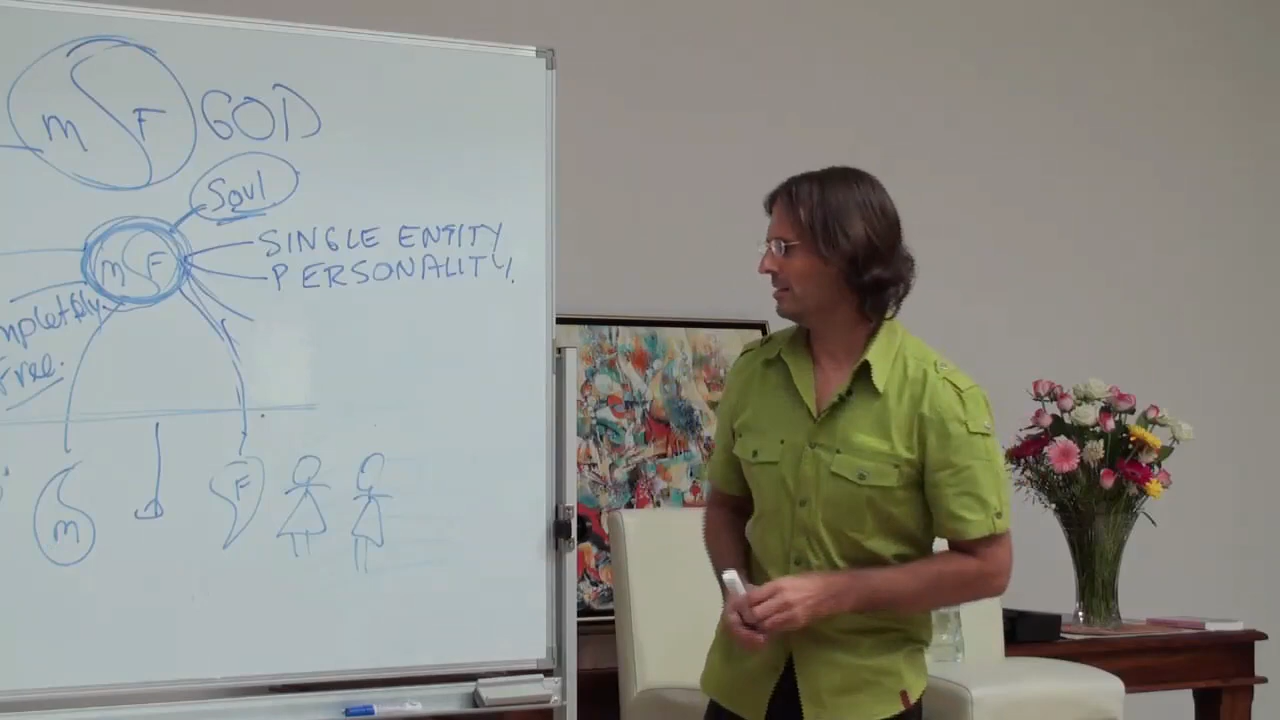 M F GOD
Soul
M F SINGLE ENTITY
PERSONALITY.
Free.
M F